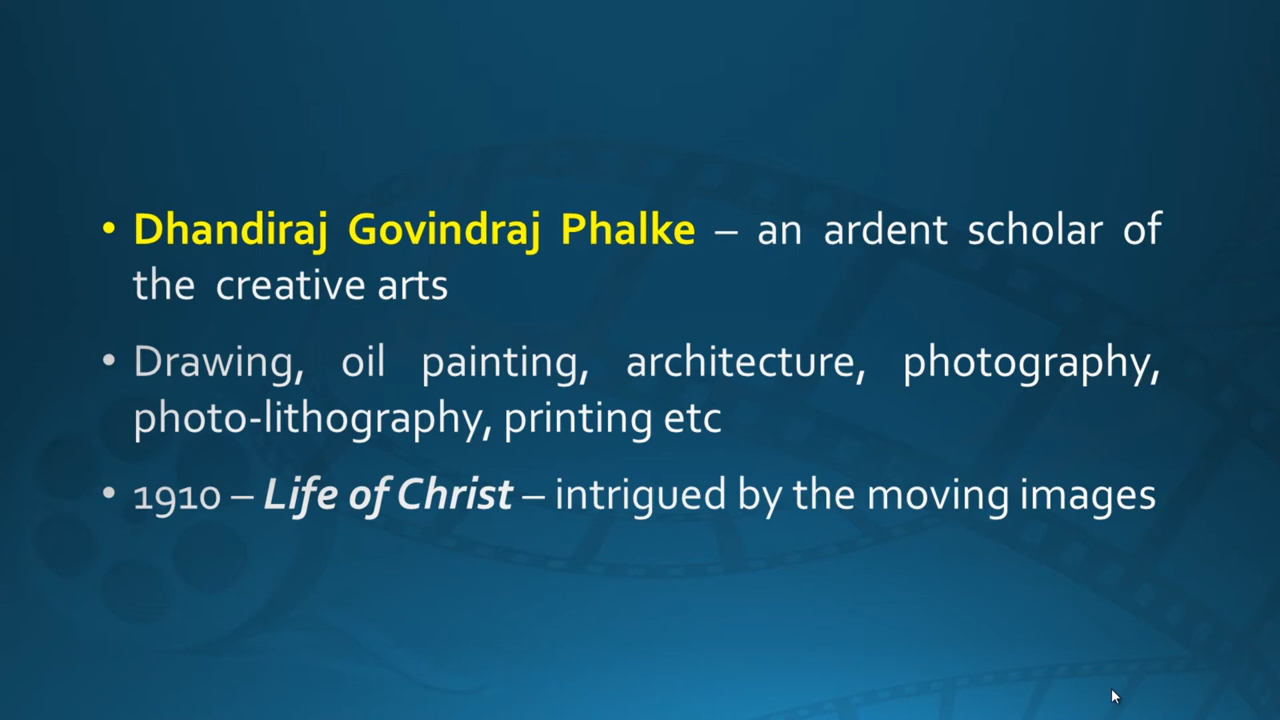 • Dhandiraj Govindraj Phalke – an ardent scholar of
the creative arts
• Drawing, oil painting, architecture, photography,
photo-lithography, printing etc
• 1910 – Life of Christ – intrigued by the moving images